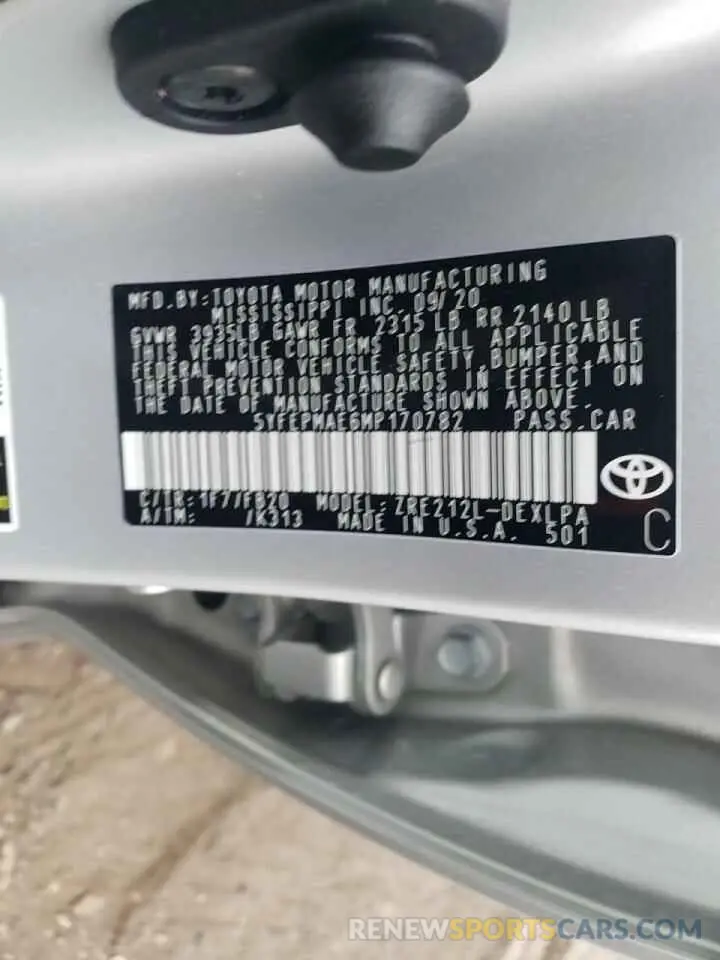 MFD.BY:TOYOTA MOTOR MANUFACTURING
MISSISSIPPI INC. 09/20
GVWR 3935LB GAWR FR 2315 LB RR 2140 LB
THIS VEHICLE CONFORMS TO ALL APPLICABLE
FEDERAL MOTOR VEHICLE SAFETY, BUMPER, AND
THEFT PREVENTION STANDARDS IN EFFECT ON
THE DATE OF MANUFACTURE SHOWN ABOVE.
5YFEPMAE6MP170782 PASS.CAR
C/TR:1F7/FB20 MODEL:ZRE212L-DEXLPA
A/TM: /K313 MADE IN U.S.A. 501
C
RENEWSPORTSCARS.COM